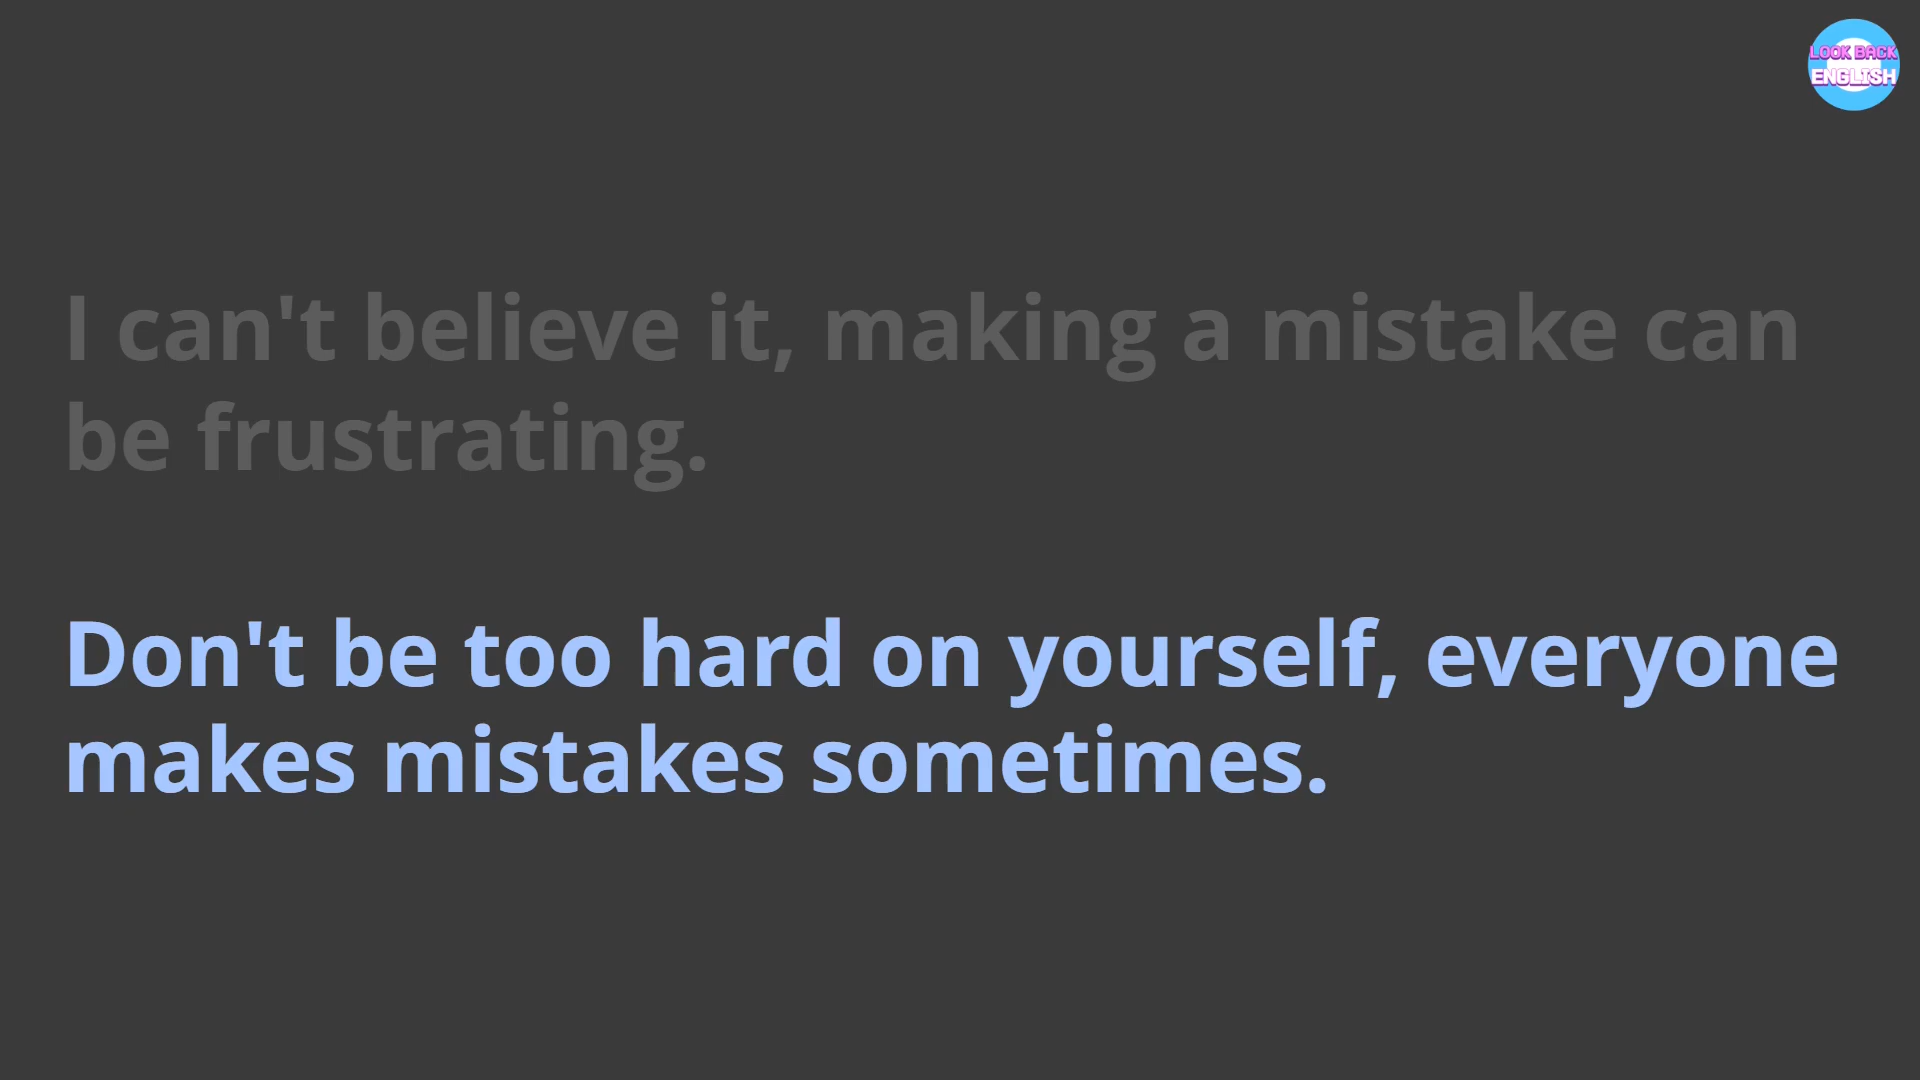 LOOK BACK
ENGLISH
I can't believe it, making a mistake can
be frustrating.
Don't be too hard on yourself, everyone
makes mistakes sometimes.